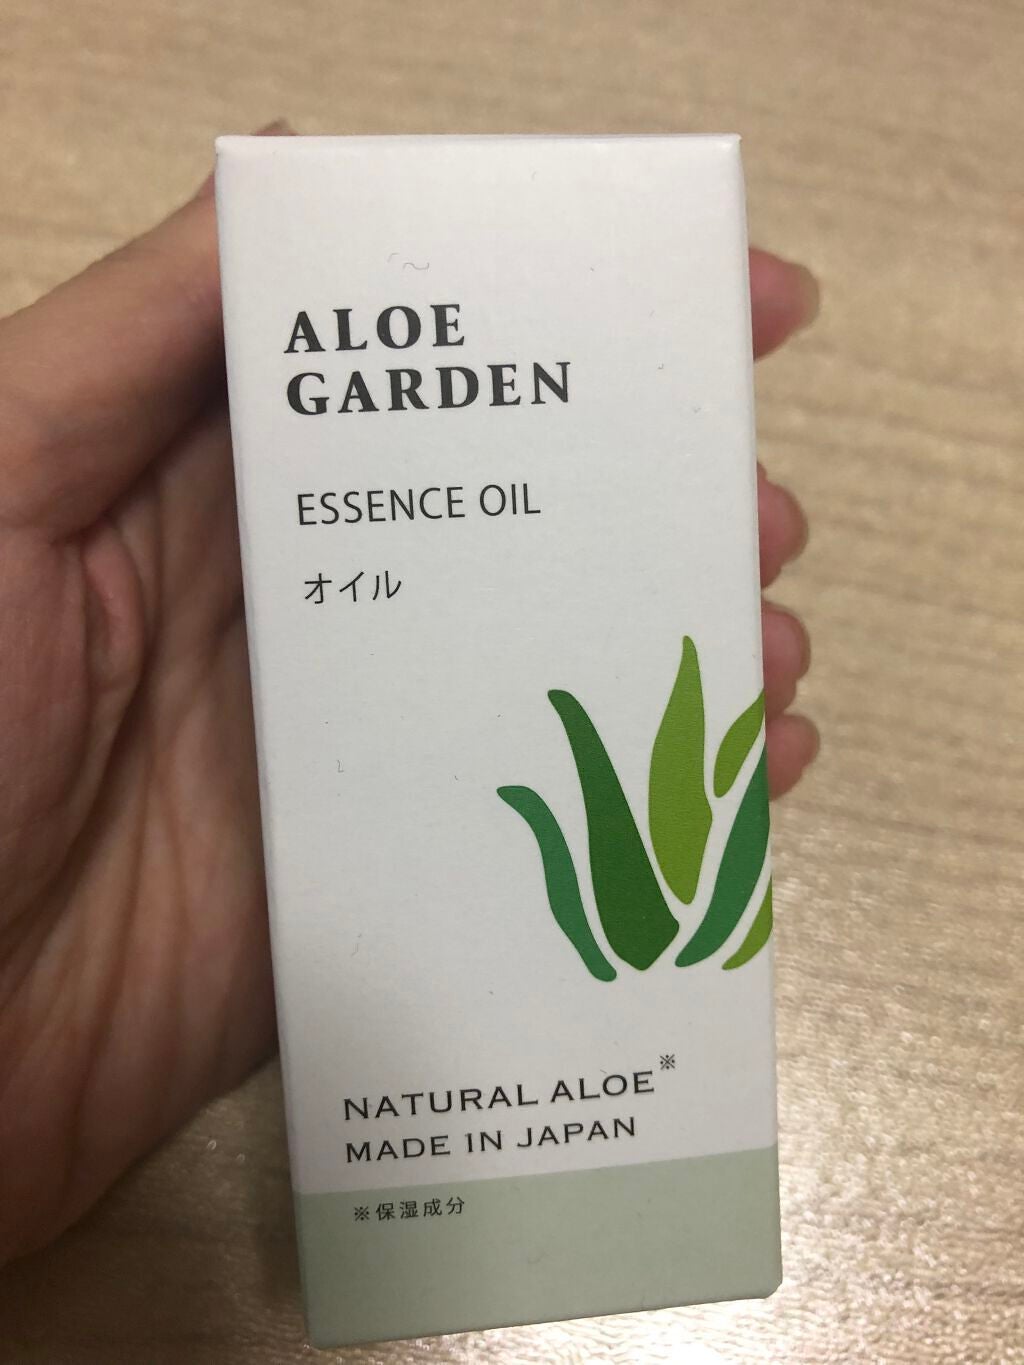 ALOE
GARDEN
ESSENCE OIL
オイル
NATURAL ALOE※
MADE IN JAPAN
※保湿成分